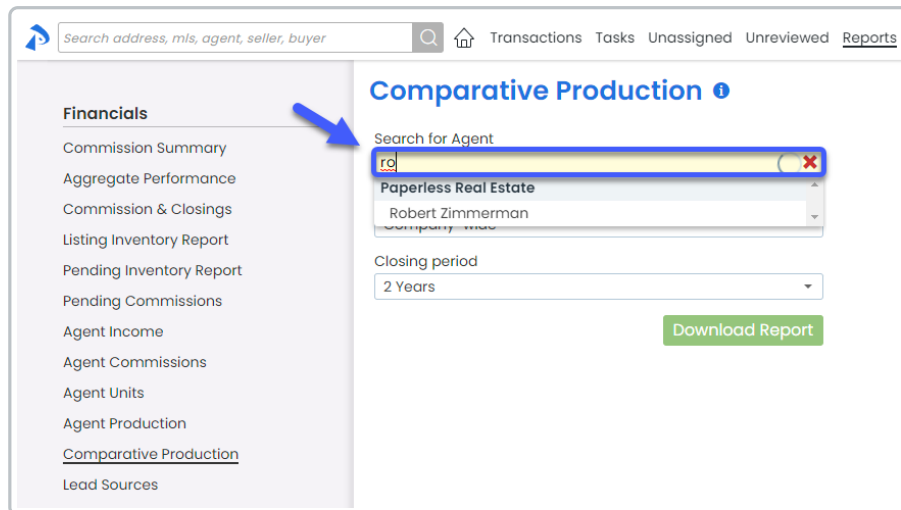 Search address, mls, agent, seller, buyer
Transactions Tasks Unassigned Unreviewed Reports
Financials
Commission Summary
Aggregate Performance
Commission & Closings
Listing Inventory Report
Pending Inventory Report
Pending Commissions
Agent Income
Agent Commissions
Agent Units
Agent Production
Comparative Production
Lead Sources
Comparative Production
Search for Agent
ro
Paperless Real Estate
Robert Zimmerman
Company-wide
Closing period
2 Years
Download Report